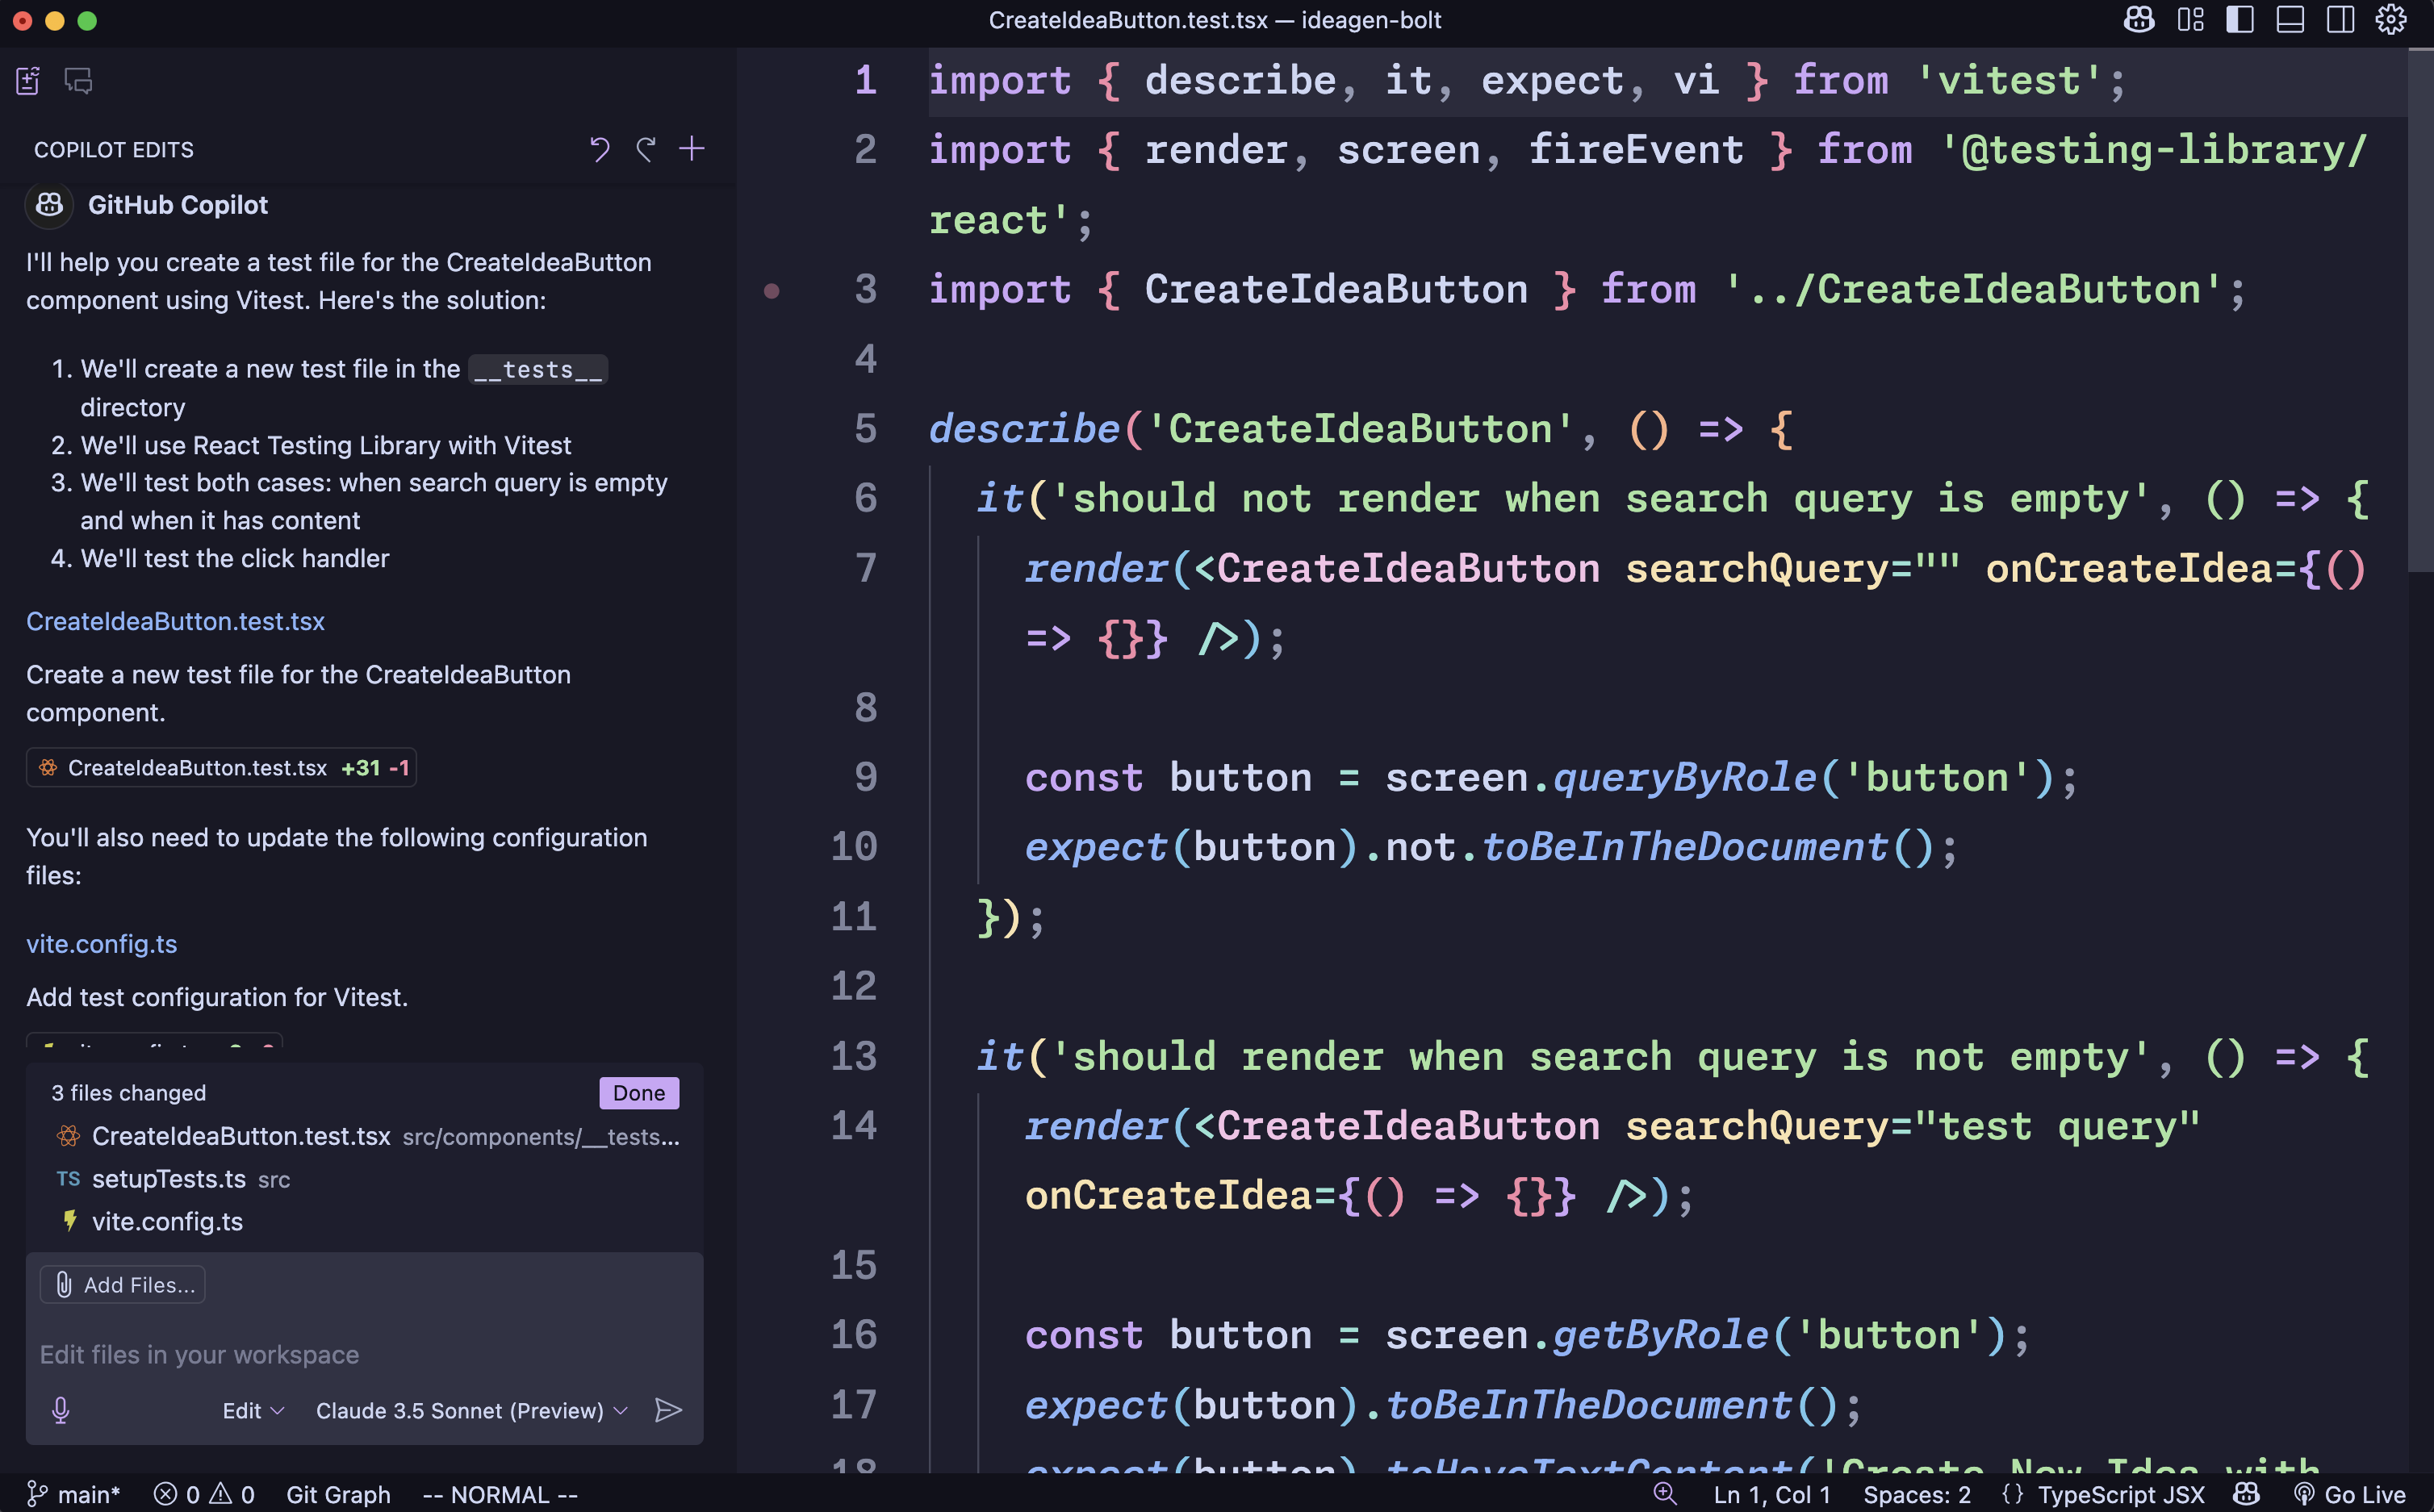 CreateIdeaButton.test.tsx — ideagen-bolt
COPILOT EDITS
GitHub Copilot
I'll help you create a test file for the CreateIdeaButton
component using Vitest. Here's the solution:
1. We'll create a new test file in the __tests__
directory
2. We'll use React Testing Library with Vitest
3. We'll test both cases: when search query is empty
and when it has content
4. We'll test the click handler
CreateIdeaButton.test.tsx
Create a new test file for the CreateIdeaButton
component.
CreateIdeaButton.test.tsx +31 -1
You'll also need to update the following configuration
files:
vite.config.ts
Add test configuration for Vitest.
3 files changed
Done
CreateIdeaButton.test.tsx src/components/__tests...
TS setupTests.ts src
vite.config.ts
Add Files...
Edit files in your workspace
Edit Claude 3.5 Sonnet (Preview)
1 import { describe, it, expect, vi } from 'vitest';
2 import { render, screen, fireEvent } from '@testing-library/
react';
3 import { CreateIdeaButton } from '../CreateIdeaButton';
4
5 describe('CreateIdeaButton', () => {
6 it('should not render when search query is empty', () => {
7 render(<CreateIdeaButton searchQuery="" onCreateIdea={()
=> {}} />);
8
9 const button = screen.queryByRole('button');
10 expect(button).not.toBeInTheDocument();
11 });
12
13 it('should render when search query is not empty', () => {
14 render(<CreateIdeaButton searchQuery="test query"
onCreateIdea={() => {}} />);
15
16 const button = screen.getByRole('button');
17 expect(button).toBeInTheDocument();
18 expect(button).toHaveTextContent('Create New Idea with
main* 0 0 Git Graph -- NORMAL -- Ln 1, Col 1 Spaces: 2 {} TypeScript JSX Go Live